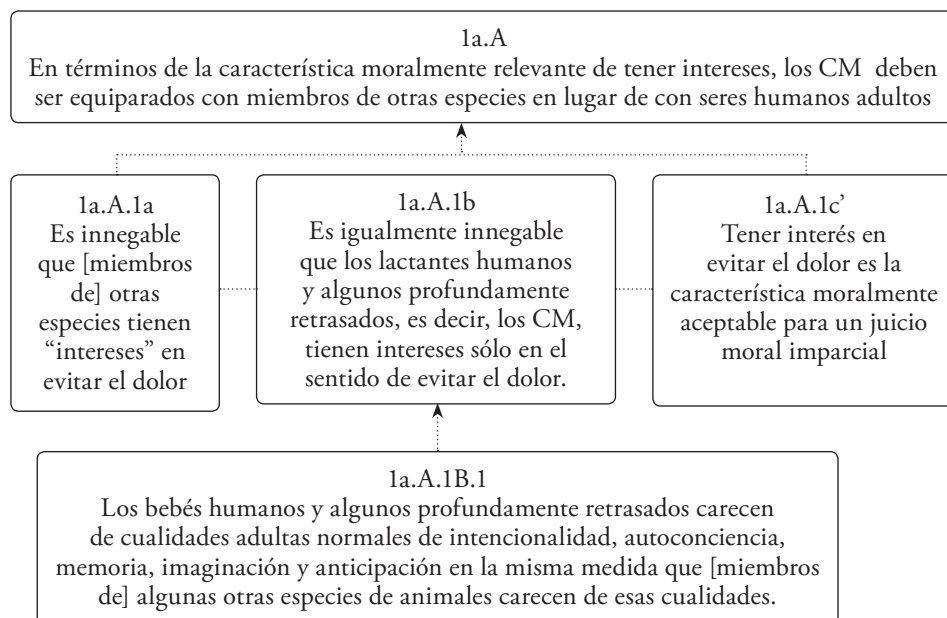 1a.A
En términos de la característica moralmente relevante de tener intereses, los CM deben
ser equiparados con miembros de otras especies en lugar de con seres humanos adultos
1a.A.1a
Es innegable
que [miembros
de] otras
especies tienen
“intereses” en
evitar el dolor
1a.A.1b
Es igualmente innegable
que los lactantes humanos
y algunos profundamente
retrasados, es decir, los CM,
tienen intereses sólo en el
sentido de evitar el dolor.
1a.A.1c’
Tener interés en
evitar el dolor es la
característica moralmente
aceptable para un juicio
moral imparcial
1a.A.1B.1
Los bebés humanos y algunos profundamente retrasados carecen
de cualidades adultas normales de intencionalidad, autoconciencia,
memoria, imaginación y anticipación en la misma medida que [miembros
de] algunas otras especies de animales carecen de esas cualidades.